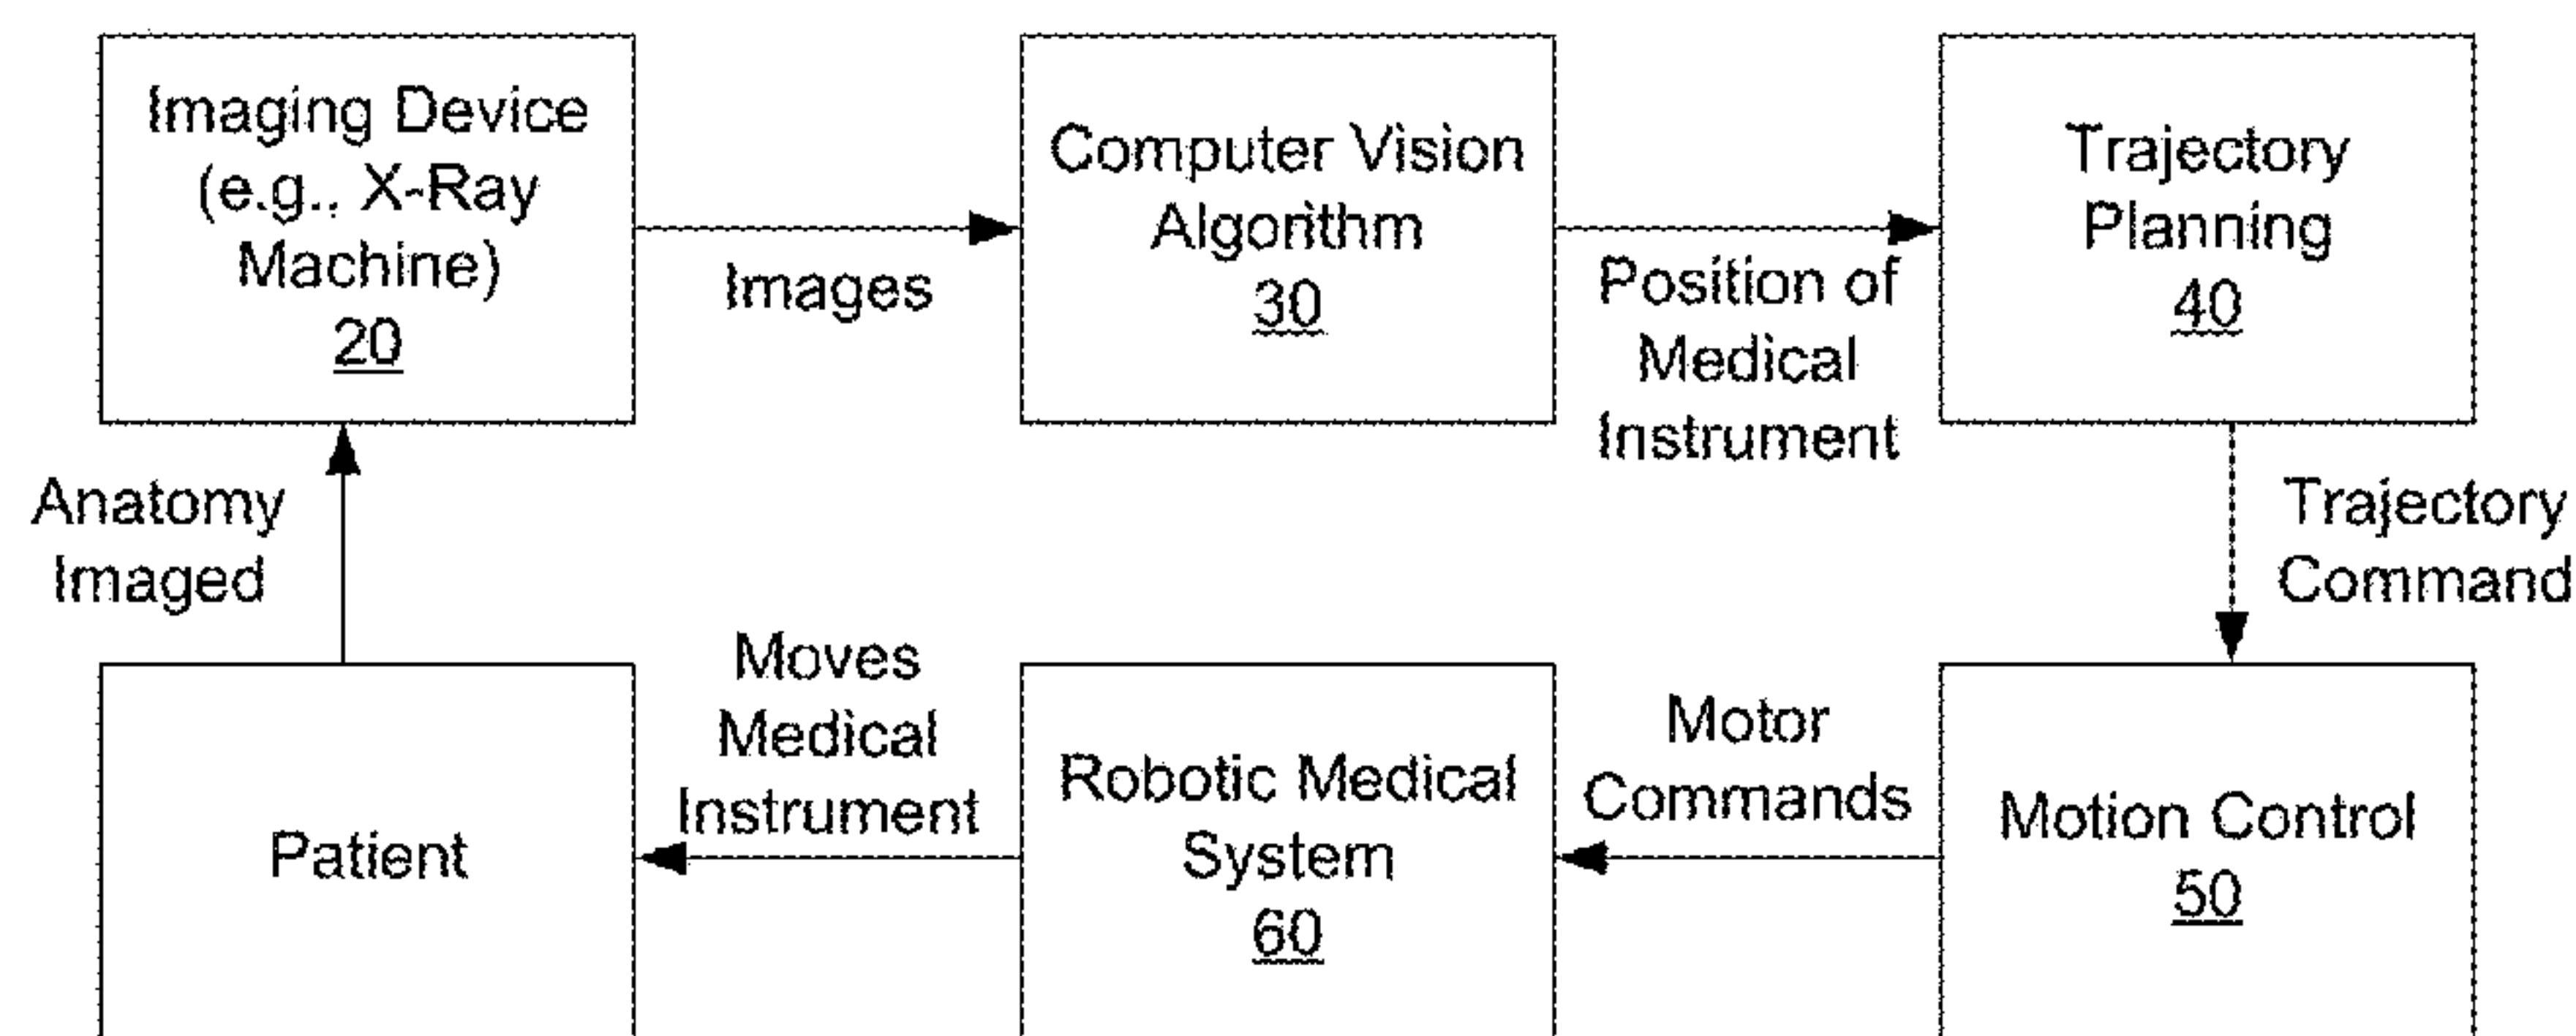 Imaging Device
(e.g., X-Ray
Machine)
20
Images
Computer Vision
Algorithm
30
Position of
Medical
Instrument
Trajectory
Planning
40
Trajectory
Command
Motion Control
50
Motor
Commands
Robotic Medical
System
60
Moves
Medical
Instrument
Patient
Anatomy
Imaged